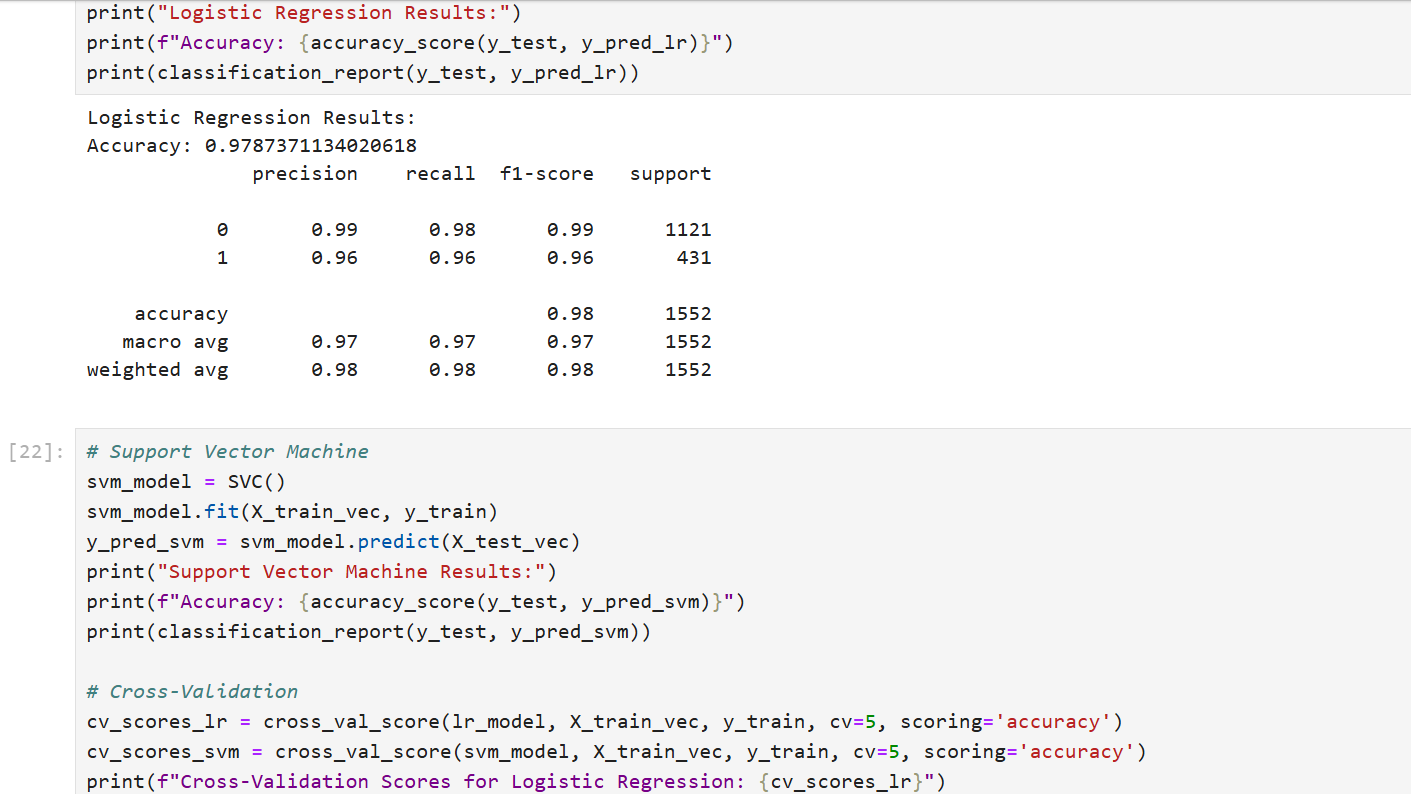 print("Logistic Regression Results:")
print(f"Accuracy: {accuracy_score(y_test, y_pred_lr)}")
print(classification_report(y_test, y_pred_lr))
Logistic Regression Results:
Accuracy: 0.9787371134020618
precision recall f1-score support
0 0.99 0.98 0.99 1121
1 0.96 0.96 0.96 431
accuracy 0.98 1552
macro avg 0.97 0.97 0.97 1552
weighted avg 0.98 0.98 0.98 1552
[22]: # Support Vector Machine
svm_model = SVC()
svm_model.fit(X_train_vec, y_train)
y_pred_svm = svm_model.predict(X_test_vec)
print("Support Vector Machine Results:")
print(f"Accuracy: {accuracy_score(y_test, y_pred_svm)}")
print(classification_report(y_test, y_pred_svm))
# Cross-Validation
cv_scores_lr = cross_val_score(lr_model, X_train_vec, y_train, cv=5, scoring='accuracy')
cv_scores_svm = cross_val_score(svm_model, X_train_vec, y_train, cv=5, scoring='accuracy')
print(f"Cross-Validation Scores for Logistic Regression: {cv_scores_lr}")